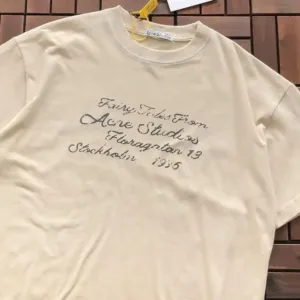 Fairy Tales From
Acne Studios
Floragatan 13
Stockholm 1996